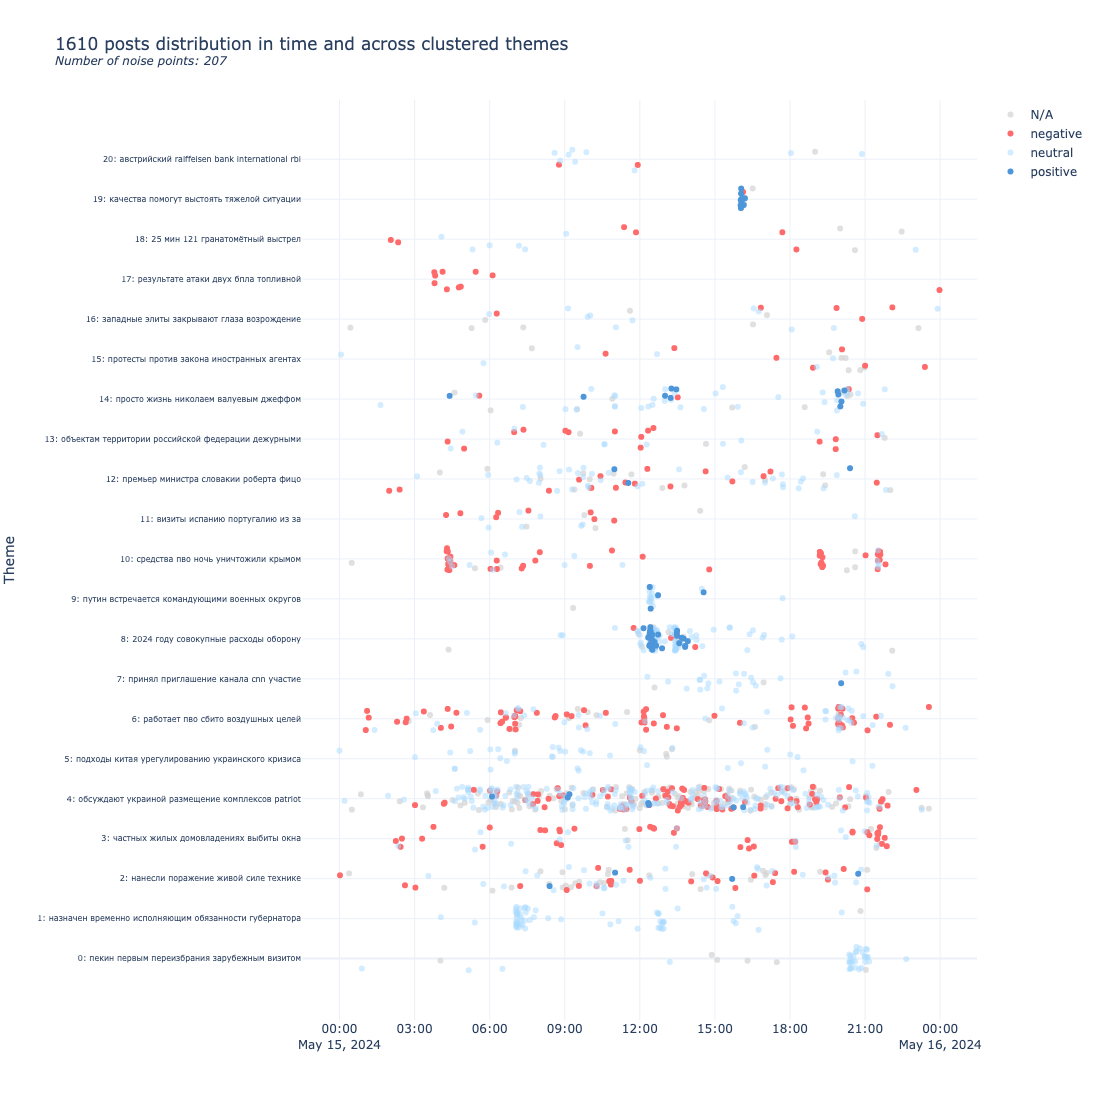 1610 posts distribution in time and across clustered themes
Number of noise points: 207
N/A
negative
neutral
positive
Theme
20: австрийский raiffeisen bank international rbi
19: качества помогут выстоять тяжелой ситуации
18: 25 мин 121 гранатомётный выстрел
17: результате атаки двух бпла топливной
16: западные элиты закрывают глаза возрождение
15: протесты против закона иностранных агентах
14: просто жизнь николаем валуевым джеффом
13: объектам территории российской федерации дежурными
12: премьер министра словакии роберта фицо
11: визиты испанию португалию из за
10: средства пво ночь уничтожили крымом
9: путин встречается командующими военных округов
8: 2024 году совокупные расходы оборону
7: принял приглашение канала cnn участие
6: работает пво сбито воздушных целей
5: подходы китая урегулированию украинского кризиса
4: обсуждают украиной размещение комплексов patriot
3: частных жилых домовладениях выбиты окна
2: нанесли поражение живой силе технике
1: назначен временно исполняющим обязанности губернатора
0: пекин первым переизбрания зарубежным визитом
00:00 03:00 06:00 09:00 12:00 15:00 18:00 21:00 00:00
May 15, 2024 May 16, 2024